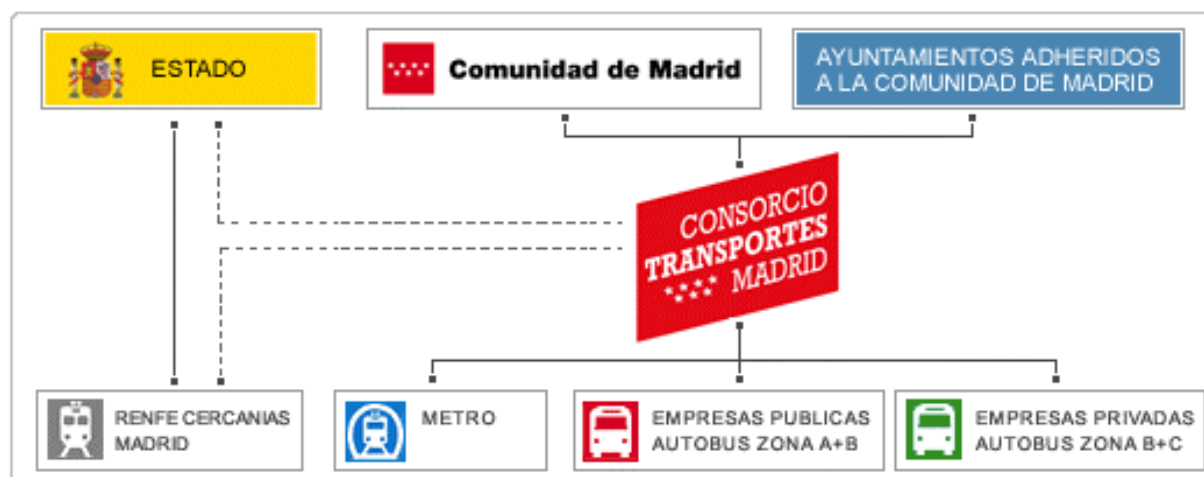 ESTADO
Comunidad de Madrid
AYUNTAMIENTOS ADHERIDOS
A LA COMUNIDAD DE MADRID
CONSORCIO
TRANSPORTES
MADRID
RENFE CERCANIAS
MADRID
METRO
EMPRESAS PUBLICAS
AUTOBUS ZONA A+B
EMPRESAS PRIVADAS
AUTOBUS ZONA B+C